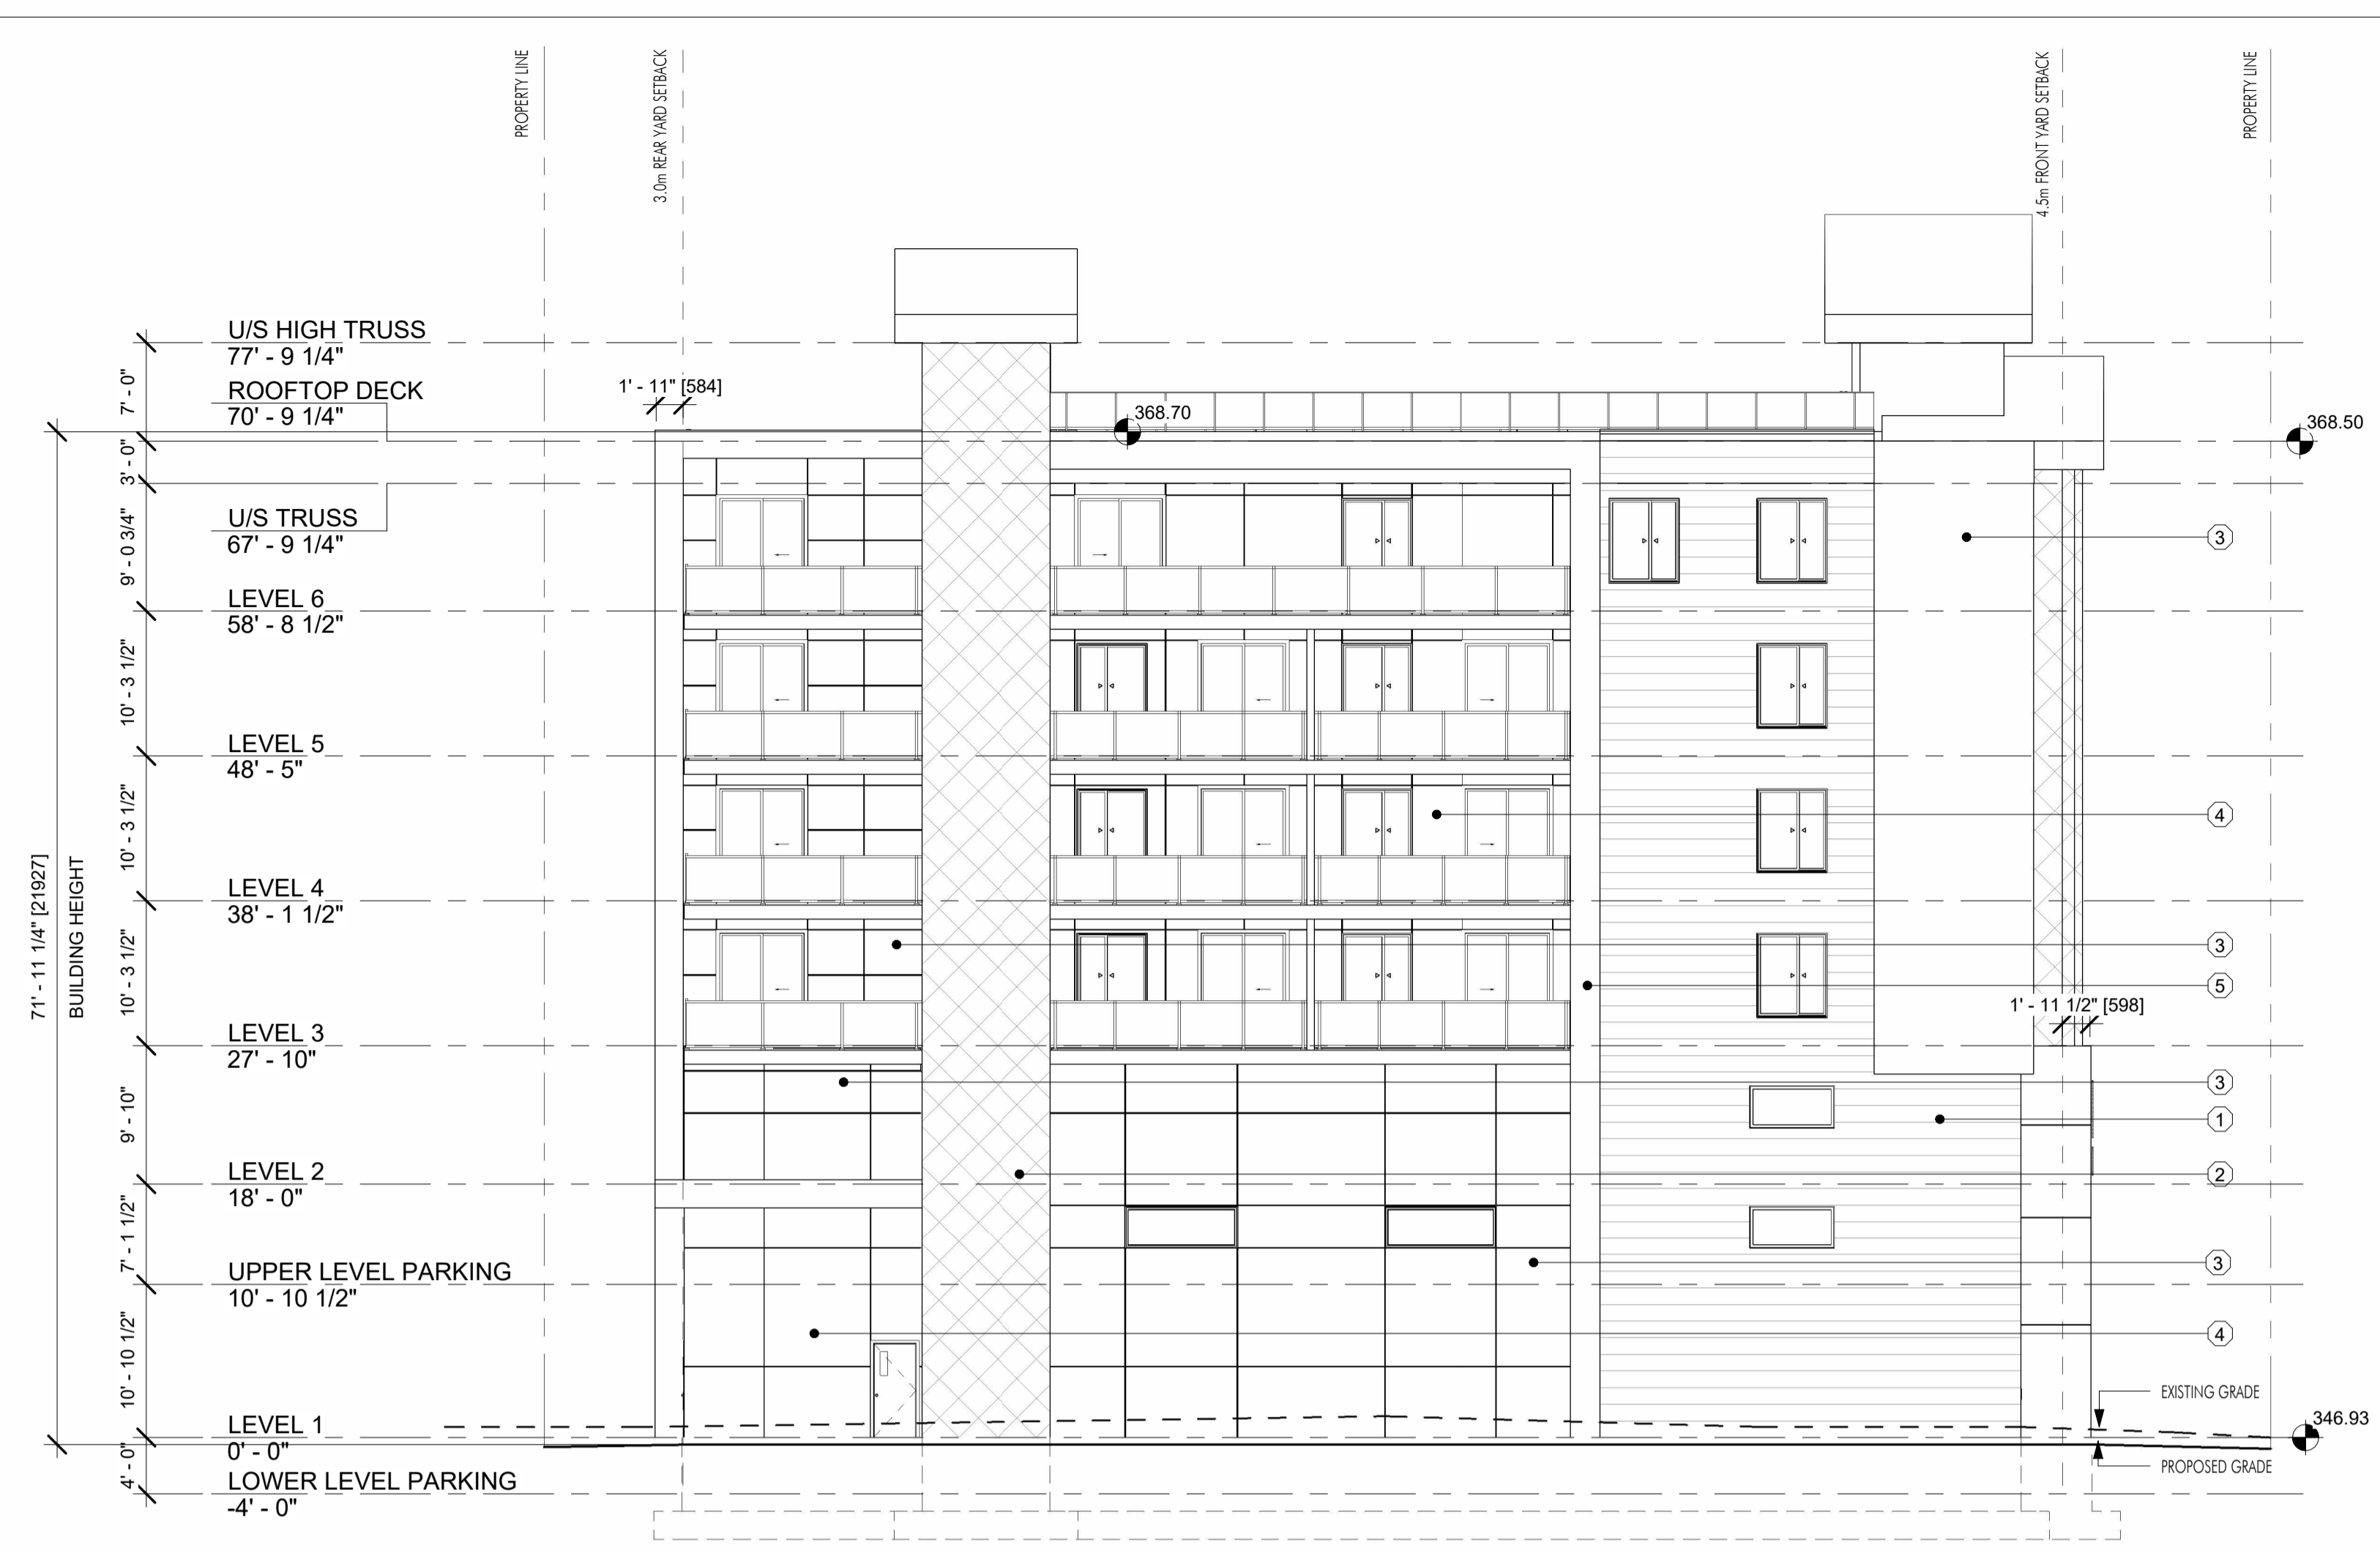 PROPERTY LINE
3.0m REAR YARD SETBACK
4.5m FRONT YARD SETBACK
PROPERTY LINE
U/S HIGH TRUSS
77' - 9 1/4"
7' - 0"
ROOFTOP DECK
70' - 9 1/4"
1' - 11" [584]
368.70
368.50
3' - 0"
U/S TRUSS
67' - 9 1/4"
9' - 0 3/4"
3
LEVEL 6
58' - 8 1/2"
10' - 3 1/2"
LEVEL 5
48' - 5"
10' - 3 1/2"
4
LEVEL 4
38' - 1 1/2"
71' - 11 1/4" [21927]
BUILDING HEIGHT
10' - 3 1/2"
3
5
1' - 11 1/2" [598]
LEVEL 3
27' - 10"
3
9' - 10"
1
LEVEL 2
18' - 0"
2
7' - 1 1/2"
UPPER LEVEL PARKING
10' - 10 1/2"
3
10' - 10 1/2"
4
EXISTING GRADE
LEVEL 1
0' - 0"
346.93
PROPOSED GRADE
4' - 0"
LOWER LEVEL PARKING
-4' - 0"